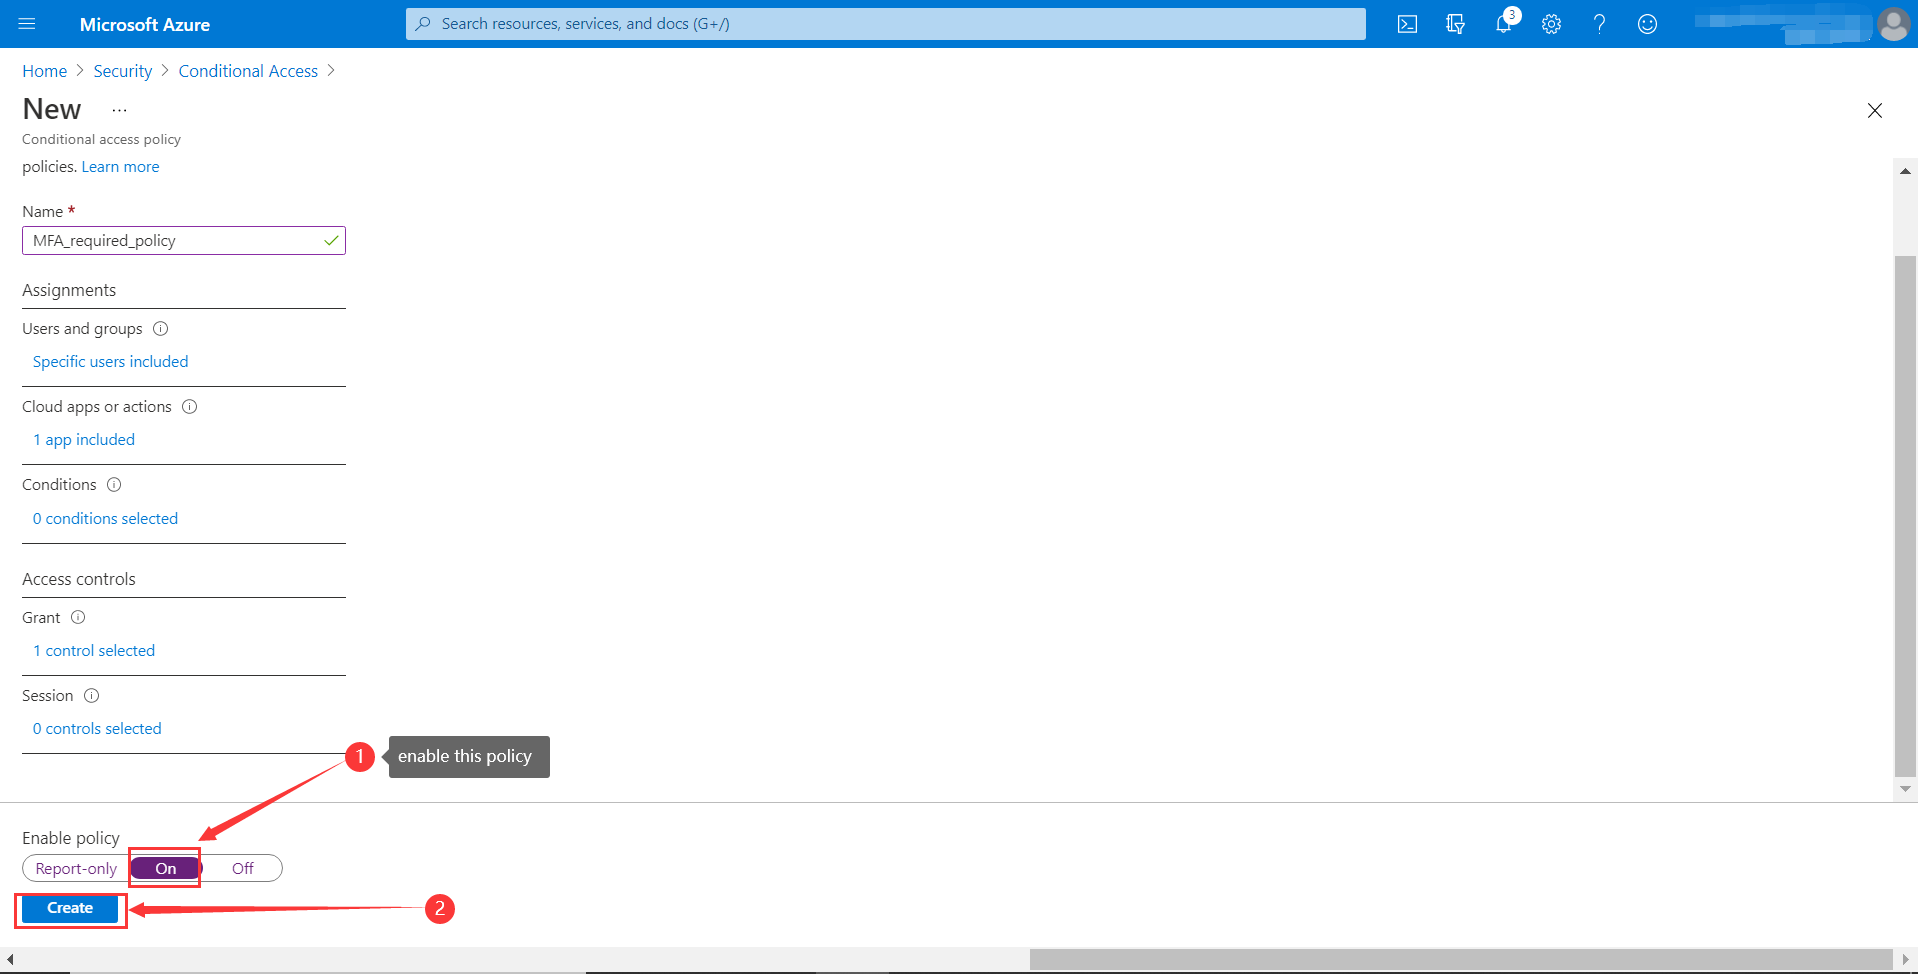 Microsoft Azure
Search resources, services, and docs (G+/)
3
Home > Security > Conditional Access >
New ...
Conditional access policy
policies. Learn more
Name *
MFA_required_policy
Assignments
Users and groups
Specific users included
Cloud apps or actions
1 app included
Conditions
0 conditions selected
Access controls
Grant
1 control selected
Session
0 controls selected
1 enable this policy
Enable policy
Report-only On Off
Create
2